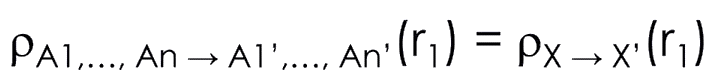 ρA1,..., An → A1',..., An'(r1) = ρX → X'(r1)